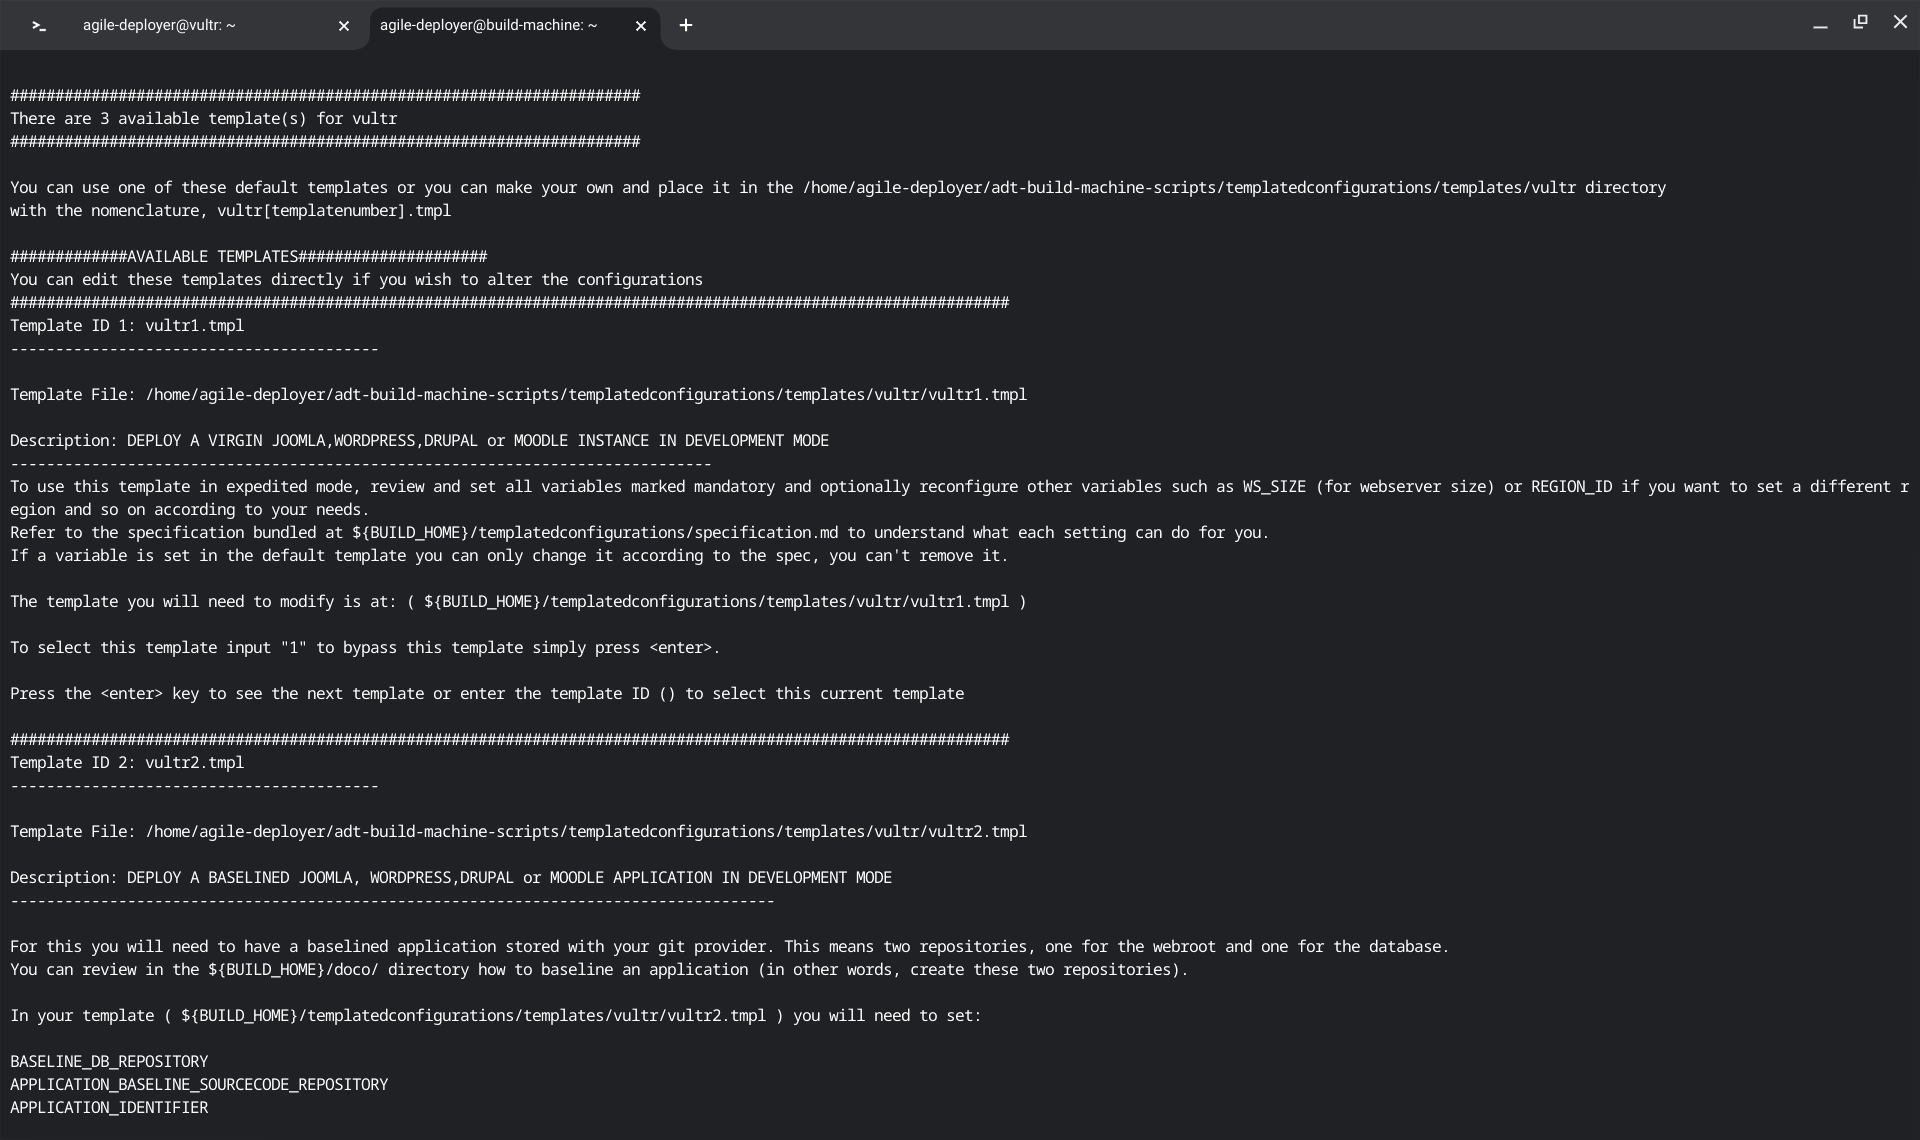 agile-deployer@vultr: ~
agile-deployer@build-machine: ~
######################################################################
There are 3 available template(s) for vultr
######################################################################
You can use one of these default templates or you can make your own and place it in the /home/agile-deployer/adt-build-machine-scripts/templatedconfigurations/templates/vultr directory
with the nomenclature, vultr[templatenumber].tmpl
#############AVAILABLE TEMPLATES#####################
You can edit these templates directly if you wish to alter the configurations
###############################################################################################################
Template ID 1: vultr1.tmpl
-----------------------------------------
Template File: /home/agile-deployer/adt-build-machine-scripts/templatedconfigurations/templates/vultr/vultr1.tmpl
Description: DEPLOY A VIRGIN JOOMLA,WORDPRESS,DRUPAL or MOODLE INSTANCE IN DEVELOPMENT MODE
------------------------------------------------------------------------------
To use this template in expedited mode, review and set all variables marked mandatory and optionally reconfigure other variables such as WS_SIZE (for webserver size) or REGION_ID if you want to set a different r
egion and so on according to your needs.
Refer to the specification bundled at ${BUILD_HOME}/templatedconfigurations/specification.md to understand what each setting can do for you.
If a variable is set in the default template you can only change it according to the spec, you can't remove it.
The template you will need to modify is at: ( ${BUILD_HOME}/templatedconfigurations/templates/vultr/vultr1.tmpl )
To select this template input "1" to bypass this template simply press <enter>.
Press the <enter> key to see the next template or enter the template ID () to select this current template
###############################################################################################################
Template ID 2: vultr2.tmpl
-----------------------------------------
Template File: /home/agile-deployer/adt-build-machine-scripts/templatedconfigurations/templates/vultr/vultr2.tmpl
Description: DEPLOY A BASELINED JOOMLA, WORDPRESS,DRUPAL or MOODLE APPLICATION IN DEVELOPMENT MODE
-------------------------------------------------------------------------------------
For this you will need to have a baselined application stored with your git provider. This means two repositories, one for the webroot and one for the database.
You can review in the ${BUILD_HOME}/doco/ directory how to baseline an application (in other words, create these two repositories).
In your template ( ${BUILD_HOME}/templatedconfigurations/templates/vultr/vultr2.tmpl ) you will need to set:
BASELINE_DB_REPOSITORY
APPLICATION_BASELINE_SOURCECODE_REPOSITORY
APPLICATION_IDENTIFIER